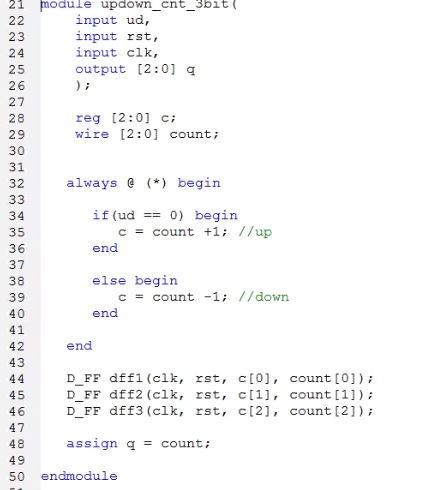 21 module updown_cnt_3bit(
22 input ud,
23 input rst,
24 input clk,
25 output [2:0] q
26 );
27
28 reg [2:0] c;
29 wire [2:0] count;
30
31
32 always @ (*) begin
33
34 if(ud == 0) begin
35 c = count +1; //up
36 end
37
38 else begin
39 c = count -1; //down
40 end
41
42 end
43
44 D_FF dff1(clk, rst, c[0], count[0]);
45 D_FF dff2(clk, rst, c[1], count[1]);
46 D_FF dff3(clk, rst, c[2], count[2]);
47
48 assign q = count;
49
50 endmodule